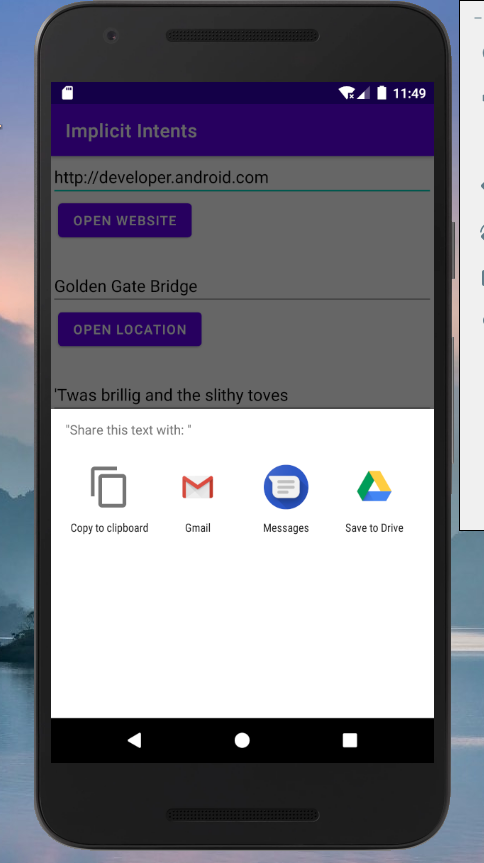 11:49
Implicit Intents
http://developer.android.com
OPEN WEBSITE
Golden Gate Bridge
OPEN LOCATION
'Twas brillig and the slithy toves
"Share this text with: "
Copy to clipboard Gmail Messages Save to Drive